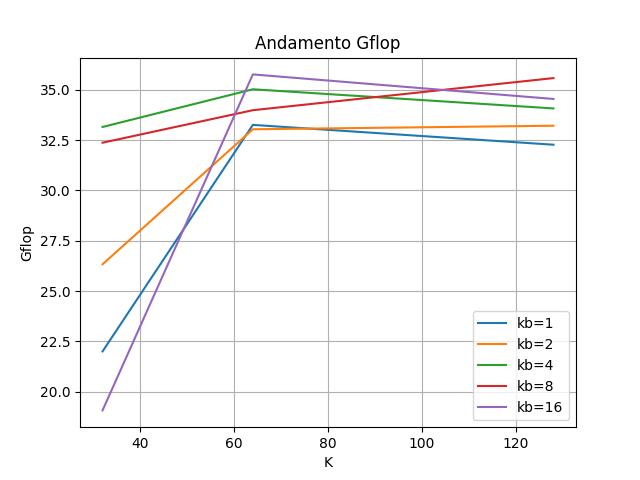 Andamento Gflop
Gflop
35.0
32.5
30.0
27.5
25.0
22.5
20.0
40 60 80 100 120
K
kb=1
kb=2
kb=4
kb=8
kb=16